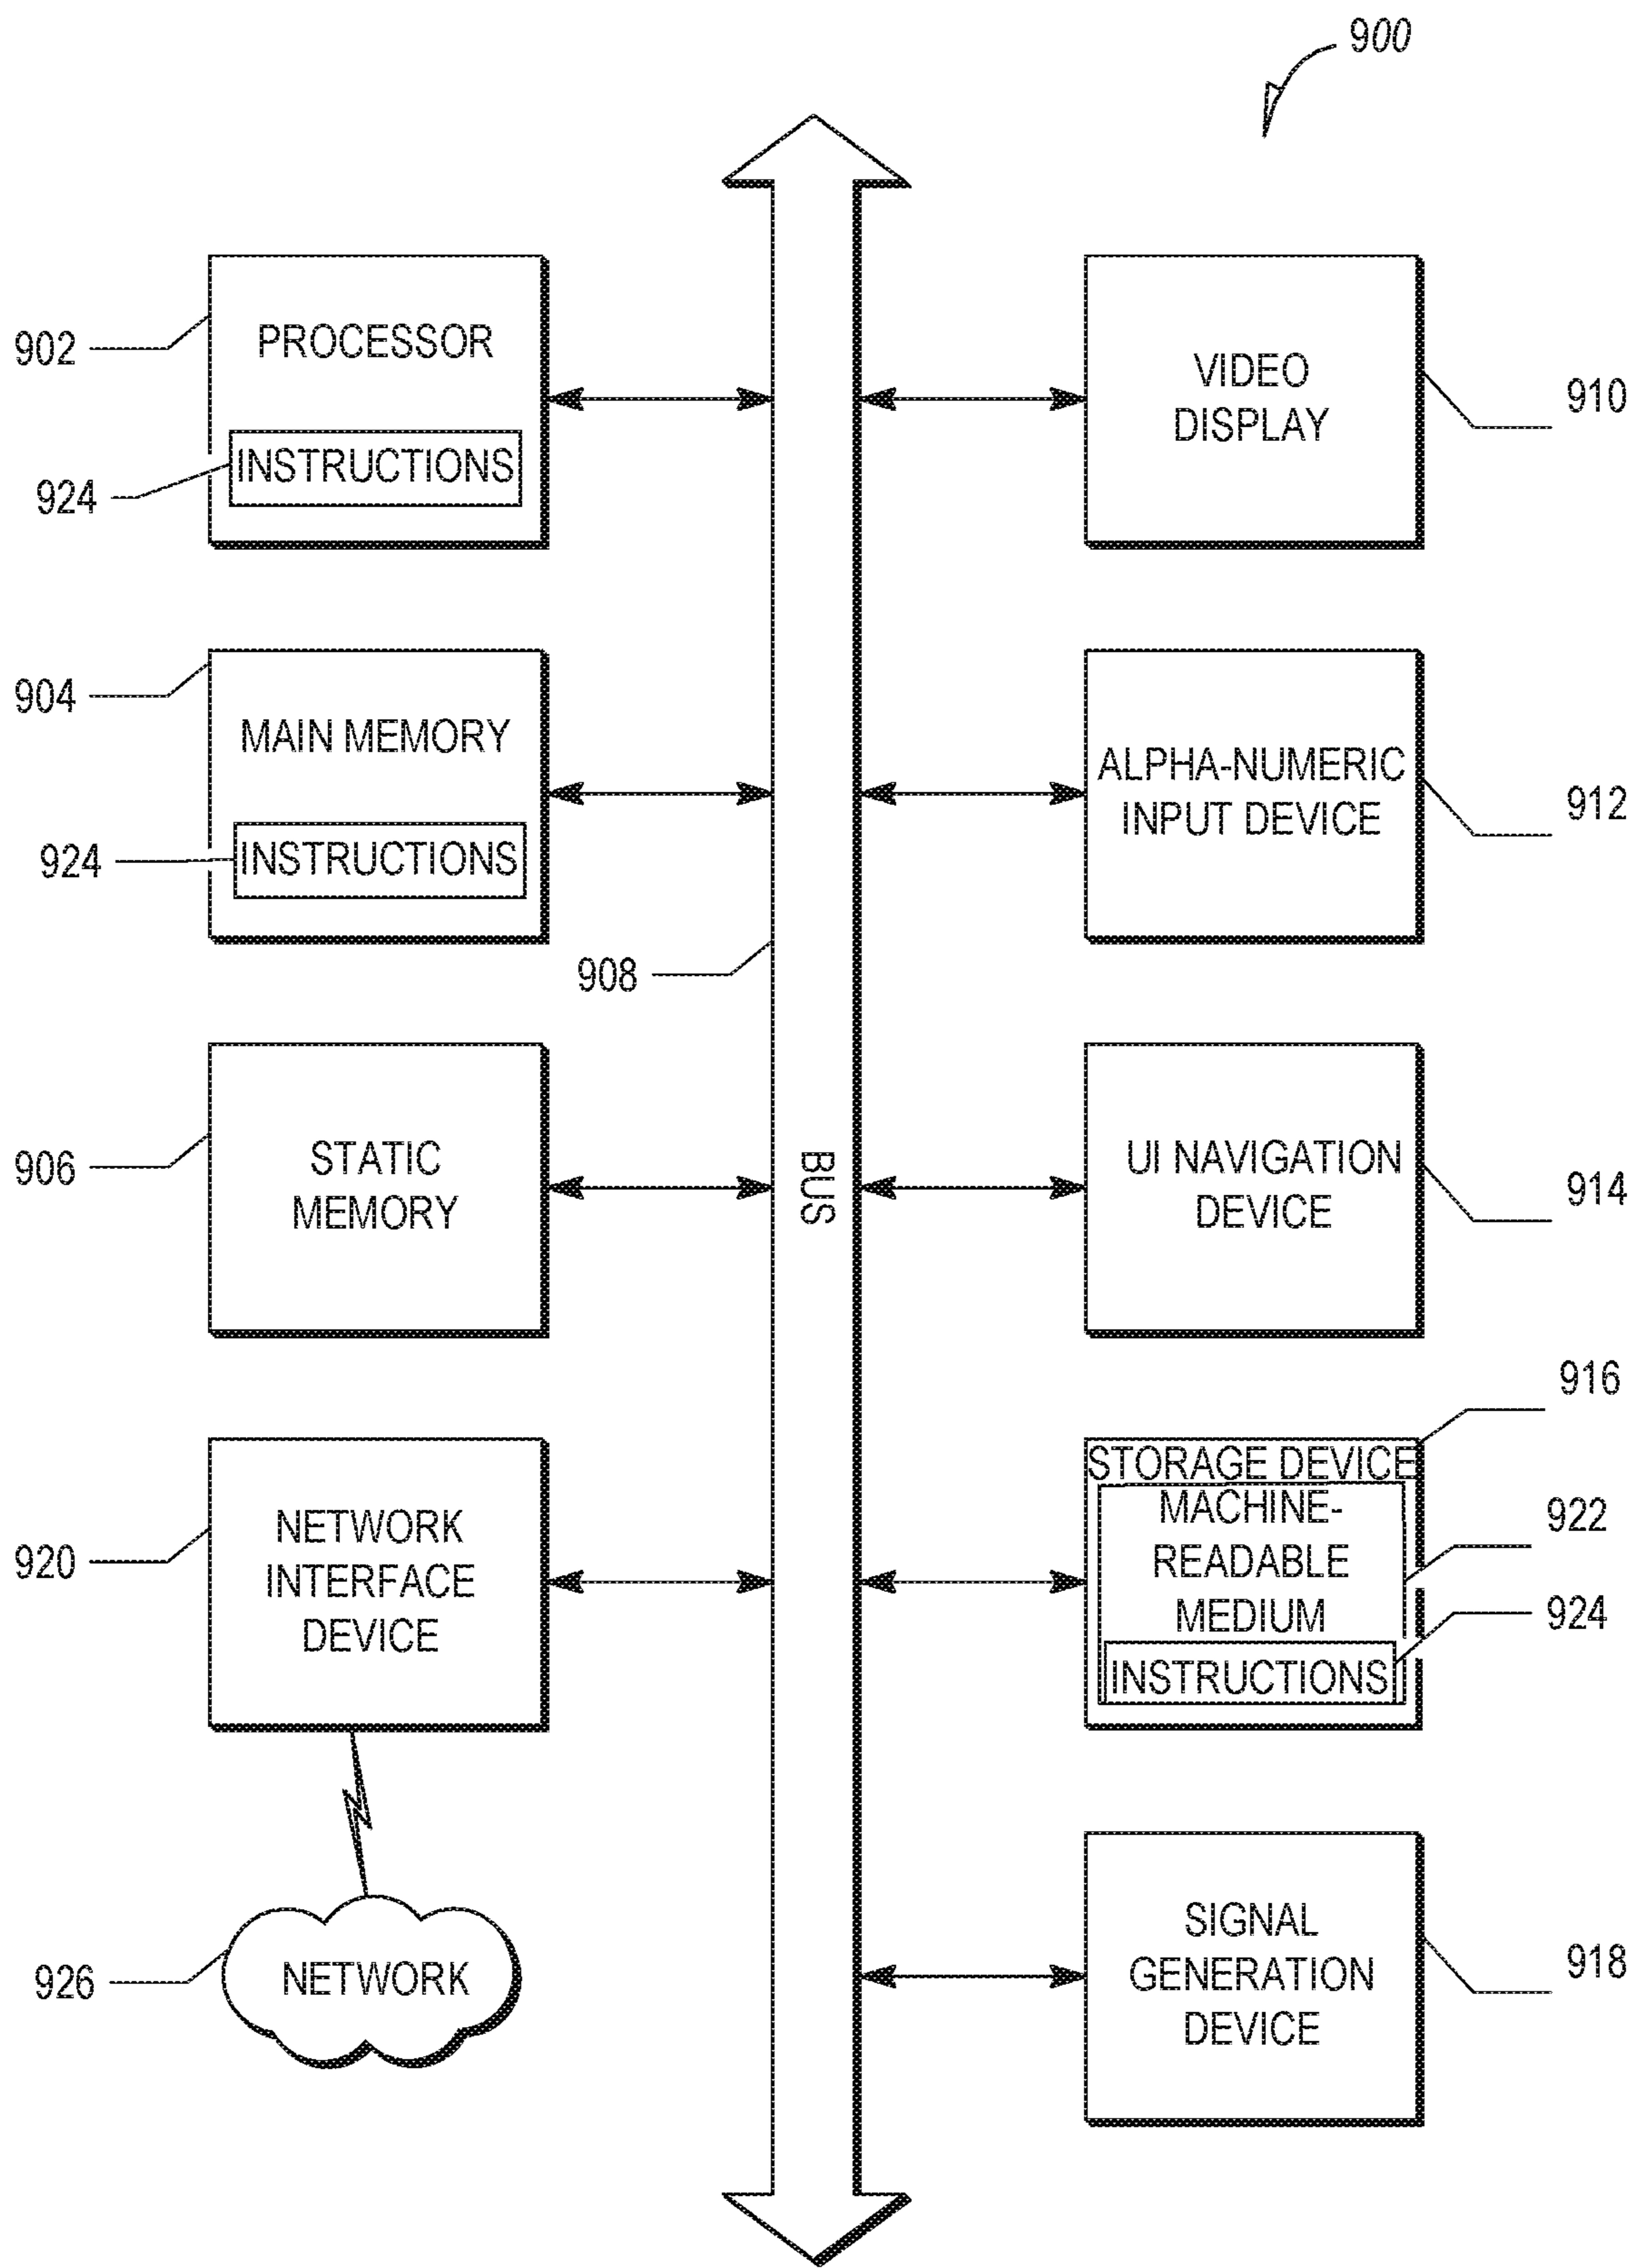 900
902
PROCESSOR
924
INSTRUCTIONS
904
MAIN MEMORY
924
INSTRUCTIONS
908
906
STATIC
MEMORY
920
NETWORK
INTERFACE
DEVICE
926
NETWORK
BUS
VIDEO
DISPLAY
910
ALPHA-NUMERIC
INPUT DEVICE
912
UI NAVIGATION
DEVICE
914
916
STORAGE DEVICE
MACHINE-
READABLE
MEDIUM
922
924
INSTRUCTIONS
SIGNAL
GENERATION
DEVICE
918